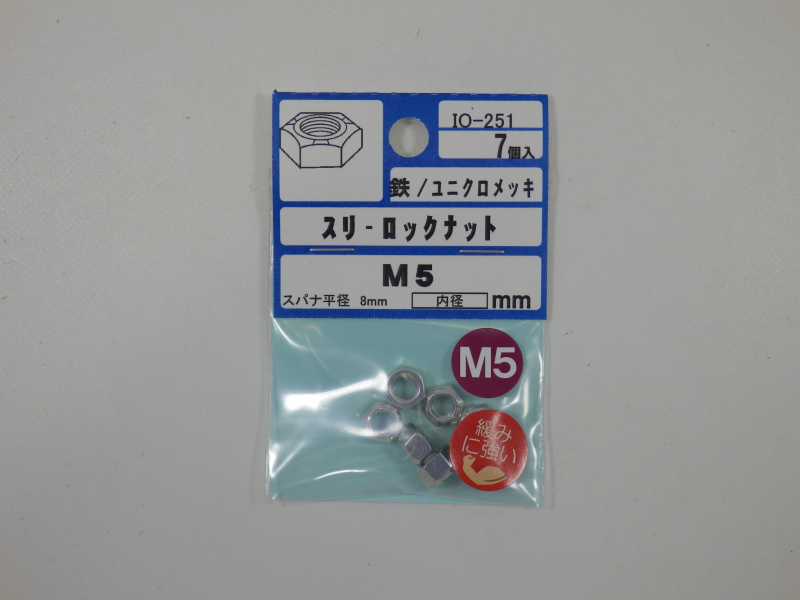 IO-251
7個入
鉄/ユニクロメッキ
スリ-ロックナット
M5
スパナ平径 8mm 内径 mm
M5
緩み
に強い